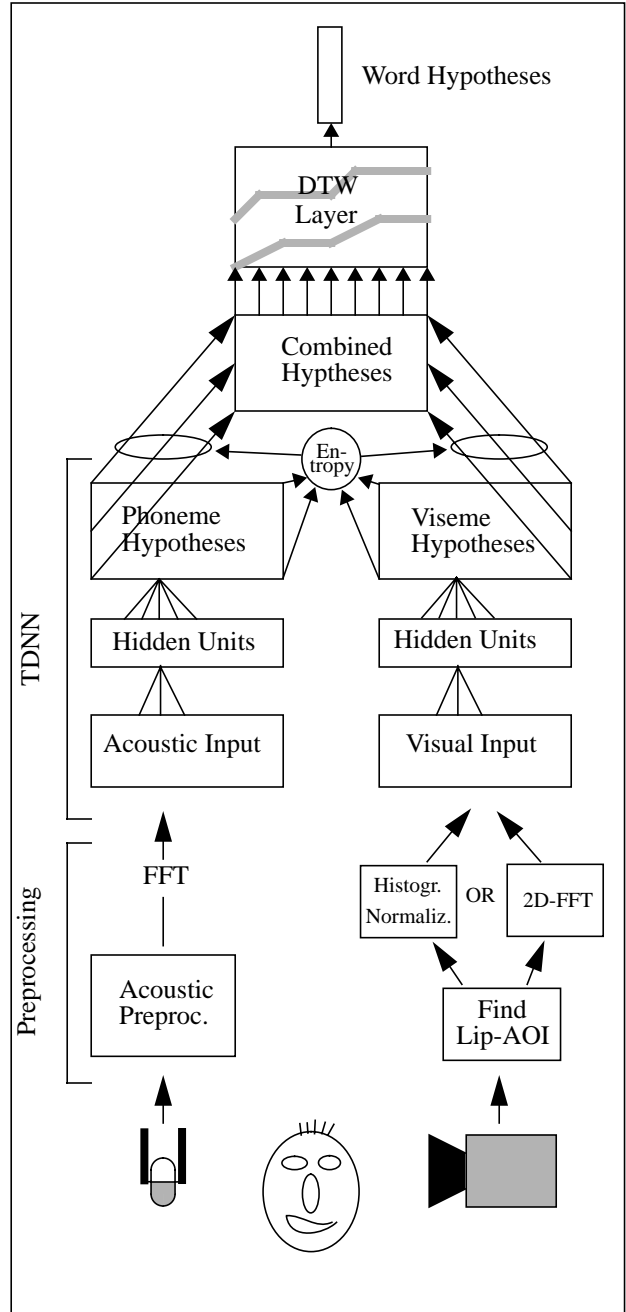 Word Hypotheses
DTW
Layer
Combined
Hyptheses
En-
tropy
Phoneme
Hypotheses
Viseme
Hypotheses
TDNN
Hidden Units
Hidden Units
Acoustic Input
Visual Input
Preprocessing
FFT
Histogr.
Normaliz.
OR
2D-FFT
Acoustic
Preproc.
Find
Lip-AOI